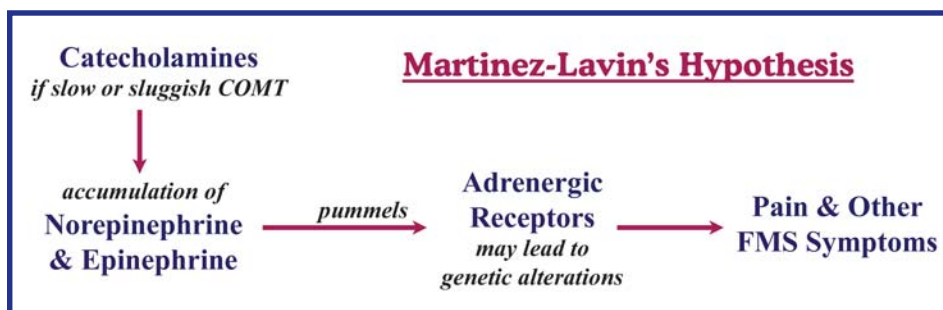 Martinez-Lavin's Hypothesis
Catecholamines
if slow or sluggish COMT
accumulation of
Norepinephrine
& Epinephrine
pummels
Adrenergic
Receptors
may lead to
genetic alterations
Pain & Other
FMS Symptoms